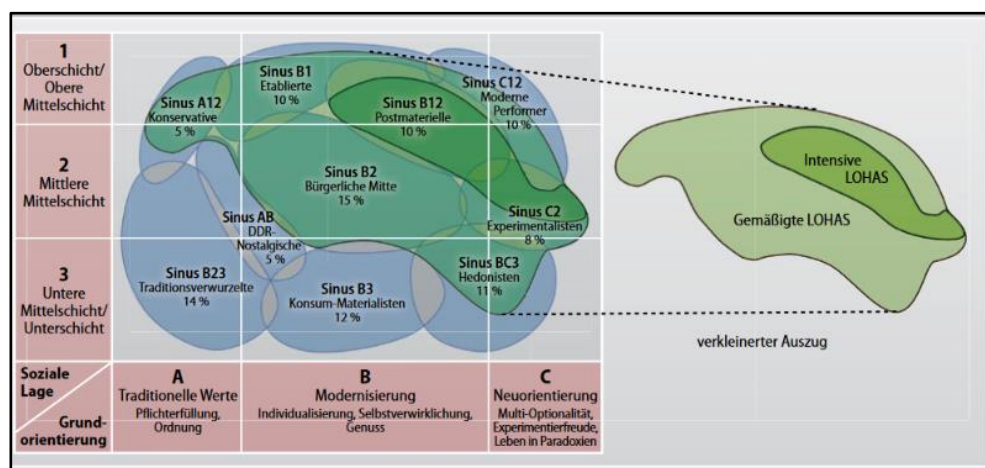 1
Oberschicht/
Obere
Mittelschicht
2
Mittlere
Mittelschicht
3
Untere
Mittelschicht/
Unterschicht
Soziale
Lage
Grund-
orientierung
Sinus A12
Konservative
5 %
Sinus B1
Etablierte
10 %
Sinus B12
Postmaterielle
10 %
Sinus C12
Moderne
Performer
10 %
Sinus B2
Bürgerliche Mitte
15 %
Sinus AB
DDR-
Nostalgische
5 %
Sinus C2
Experimentalisten
8 %
Sinus B23
Traditionsverwurzelte
14 %
Sinus B3
Konsum-Materialisten
12 %
Sinus BC3
Hedonisten
11 %
A
Traditionelle Werte
Pflichterfüllung,
Ordnung
B
Modernisierung
Individualisierung, Selbstverwirklichung,
Genuss
C
Neuorientierung
Multi-Optionalität,
Experimentierfreude,
Leben in Paradoxien
Intensive
LOHAS
Gemäßigte LOHAS
verkleinerter Auszug